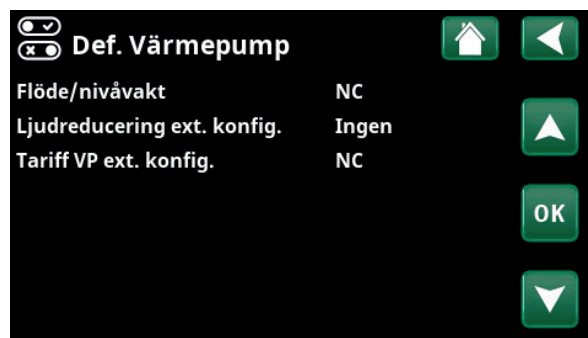 Def. Värmepump
Flöde/nivåvakt NC
Ljudreducering ext. konfig. Ingen
Tariff VP ext. konfig. NC
OK